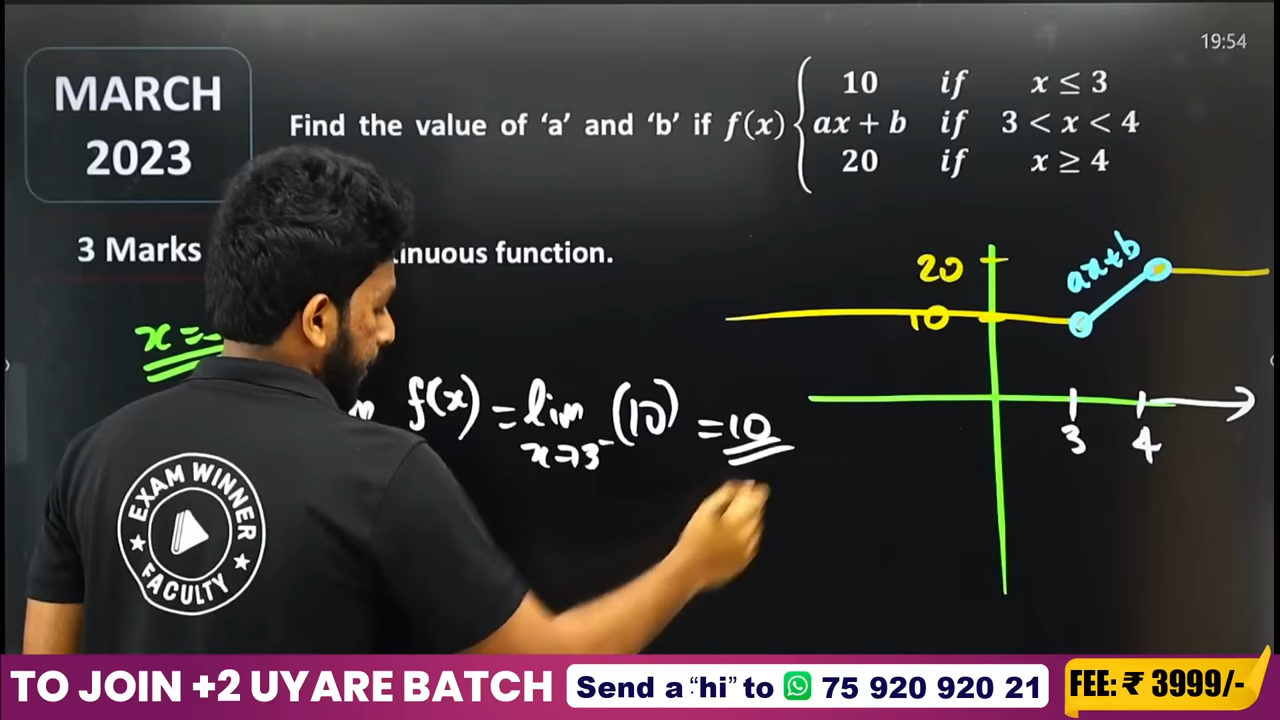 19:54
MARCH
2023
Find the value of 'a' and 'b' if f(x) { 10 if x ≤ 3
ax + b if 3 < x < 4
20 if x ≥ 4
3 Marks
function.
20
ax+b
10
x =
f(x) = lim (10) = 10
x→3⁻
3
4
EXAM WINNER
FACULTY
TO JOIN +2 UYARE BATCH
Send a “hi” to 75 920 920 21
FEE: ₹ 3999/-